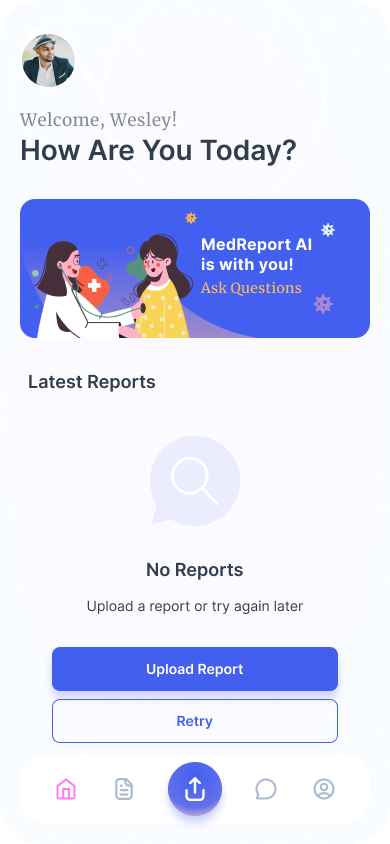 Welcome, Wesley!
How Are You Today?
MedReport AI
is with you!
Ask Questions
Latest Reports
No Reports
Upload a report or try again later
Upload Report
Retry